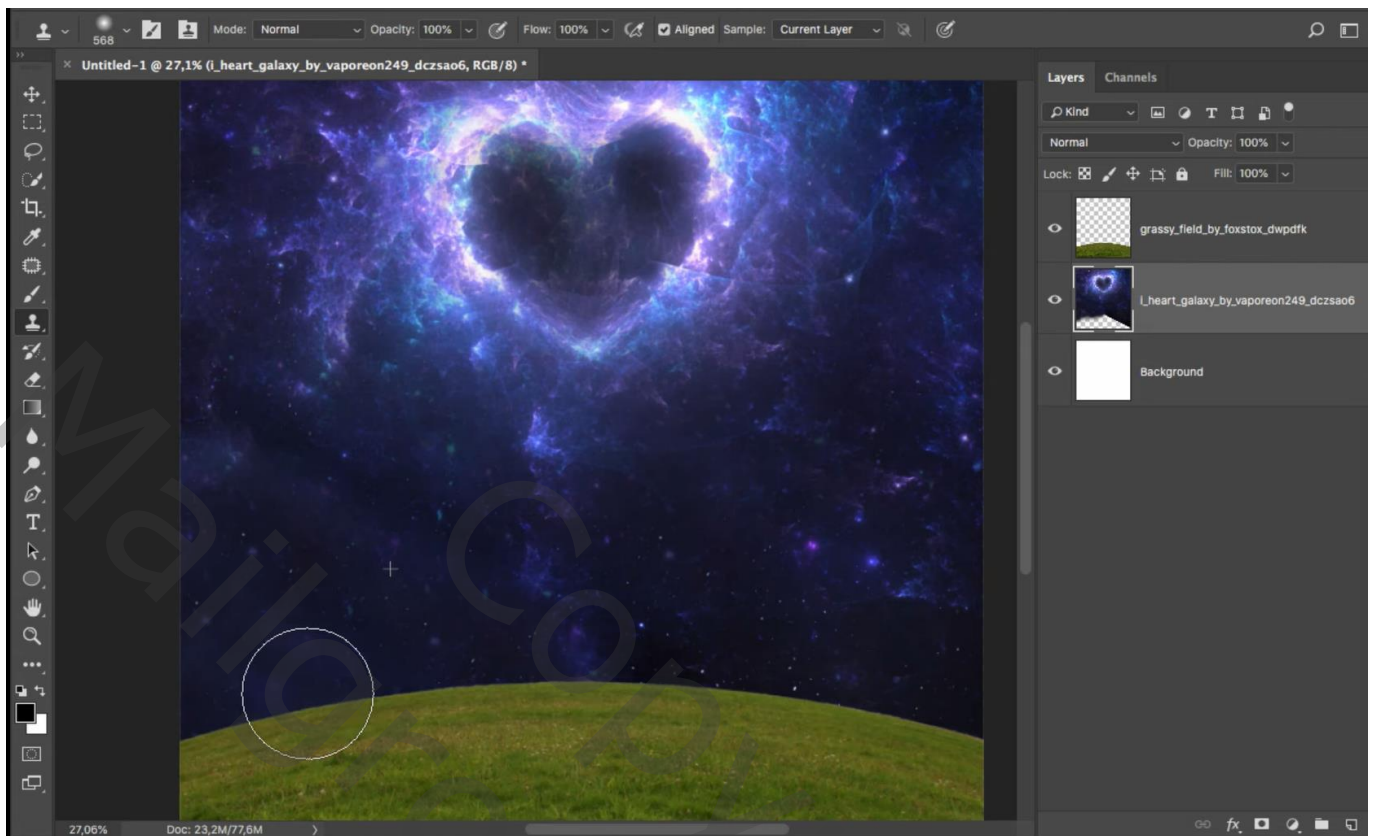 568 Mode: Normal Opacity: 100% Flow: 100% Aligned Sample: Current Layer
× Untitled-1 @ 27,1% (i_heart_galaxy_by_vaporeon249_dczsao6, RGB/8) *
Layers Channels
Kind
Normal Opacity: 100%
Lock: Fill: 100%
grassy_field_by_foxstox_dwpdfk
i_heart_galaxy_by_vaporeon249_dczsao6
Background
27,06% Doc: 23,2M/77,6M